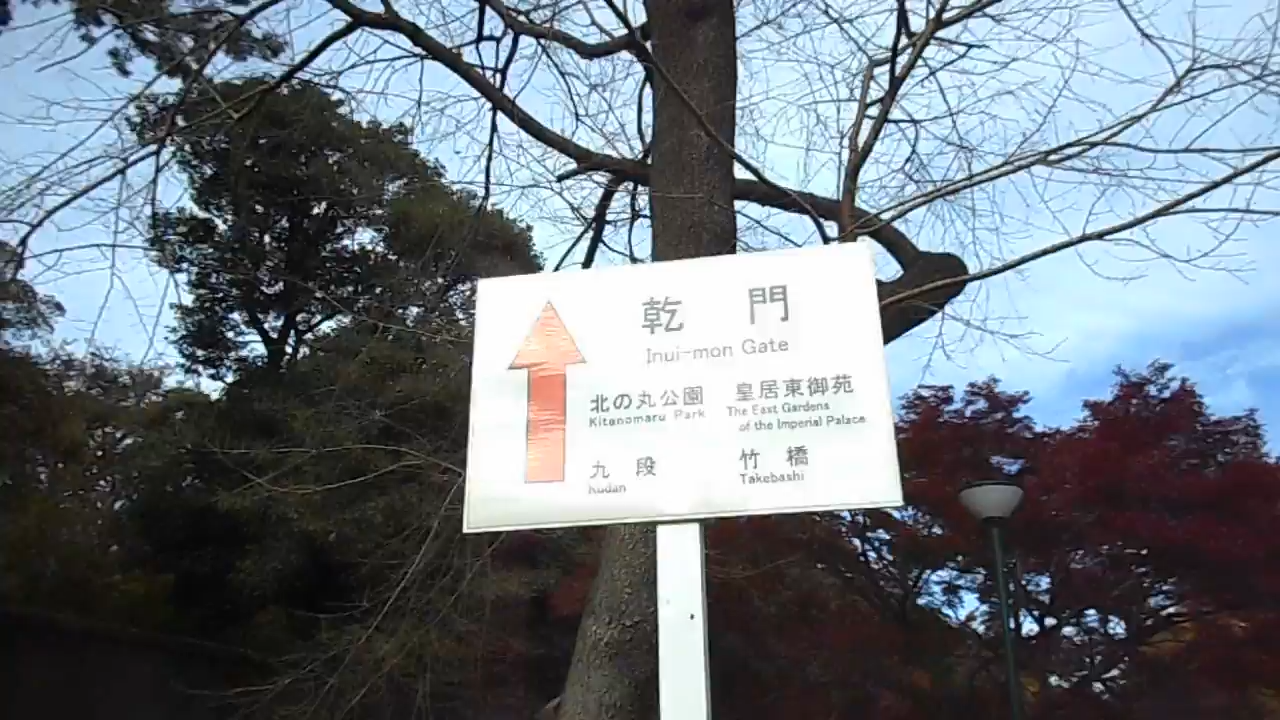 乾 門
Inui-mon Gate
北の丸公園 皇居東御苑
Kitanomaru Park The East Gardens
of the Imperial Palace
九 段 竹 橋
Kudan Takebashi